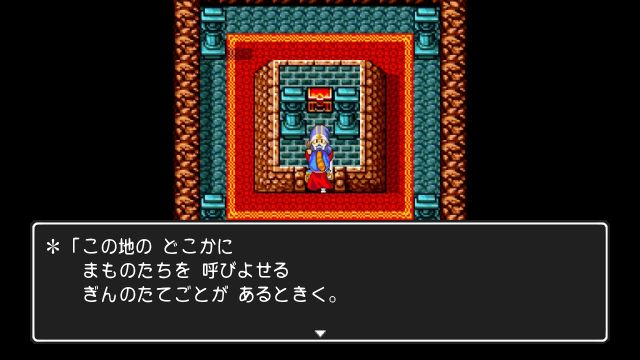 ＊「この地の どこかに
まものたちを 呼びよせる
ぎんのたてごとが あるときく。